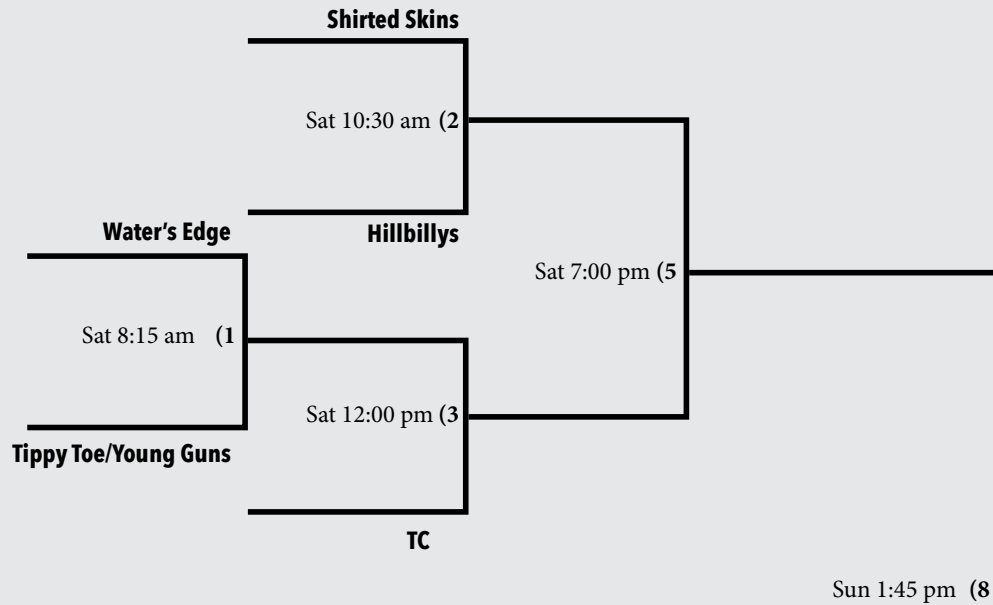 Shirted Skins
Sat 10:30 am (2
Water's Edge
Hillbillys
Sat 7:00 pm (5
Sat 8:15 am (1
Sat 12:00 pm (3
Tippy Toe/Young Guns
TC
Sun 1:45 pm (8